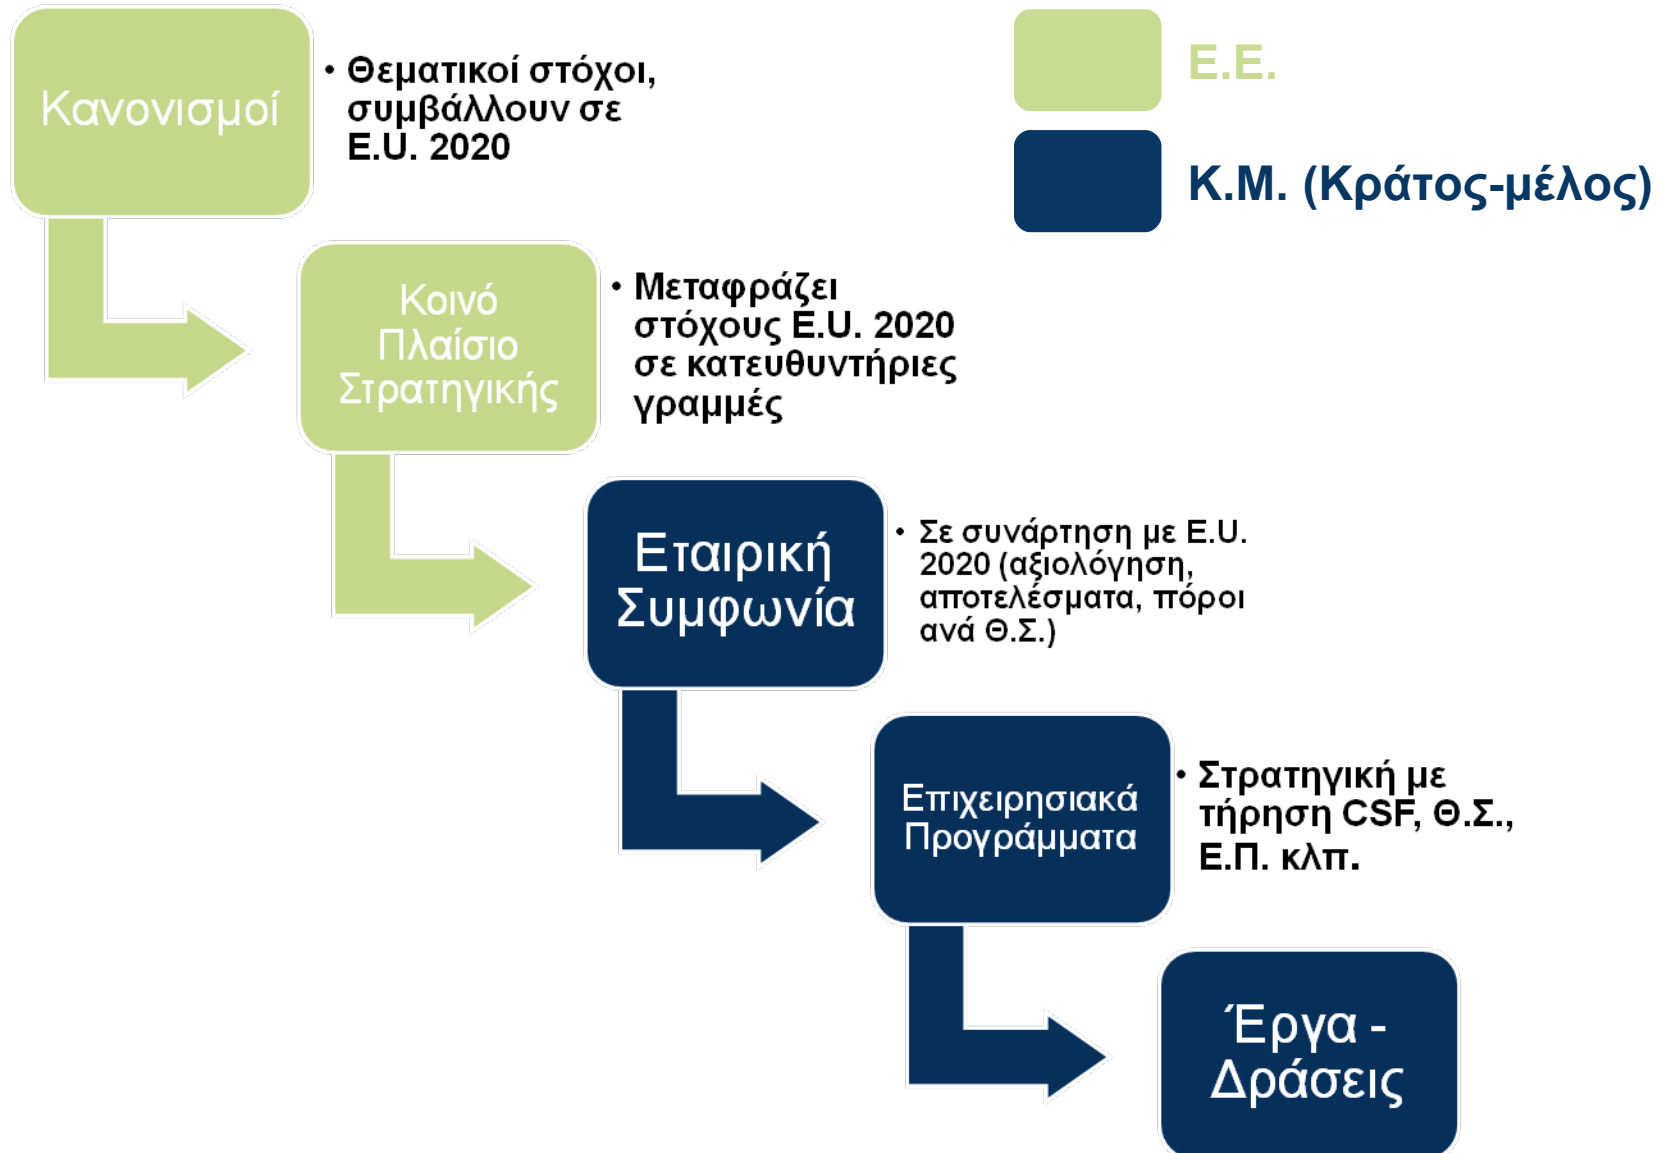 Κανονισμοί
• Θεματικοί στόχοι,
συμβάλλουν σε
E.U. 2020
Ε.Ε.
Κ.Μ. (Κράτος-μέλος)
Κοινό
Πλαίσιο
Στρατηγικής
• Μεταφράζει
στόχους E.U. 2020
σε κατευθυντήριες
γραμμές
Εταιρική
Συμφωνία
• Σε συνάρτηση με E.U.
2020 (αξιολόγηση,
αποτελέσματα, πόροι
ανά Θ.Σ.)
Επιχειρησιακά
Προγράμματα
• Στρατηγική με
τήρηση CSF, Θ.Σ.,
Ε.Π. κλπ.
Έργα -
Δράσεις